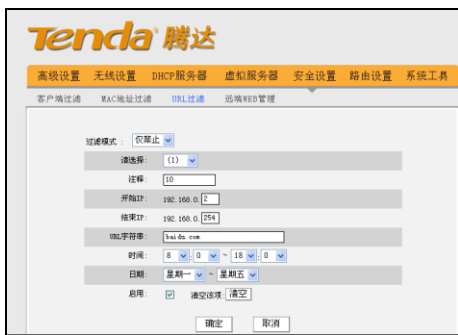 Tenda 腾达
高级设置 无线设置 DHCP服务器 虚拟服务器 安全设置 路由设置 系统工具
客户端过滤 MAC地址过滤 URL过滤 远端WEB管理
过滤模式 : 仅禁止
请选择: (1)
注释: 10
开始IP: 192.168.0. 2
结束IP: 192.168.0. 254
URL字符串: baidu.com
时间: 8 : 0 ~ 18 : 0
日期: 星期一 ~ 星期五
启用: 清空该项: 清空
确定 取消